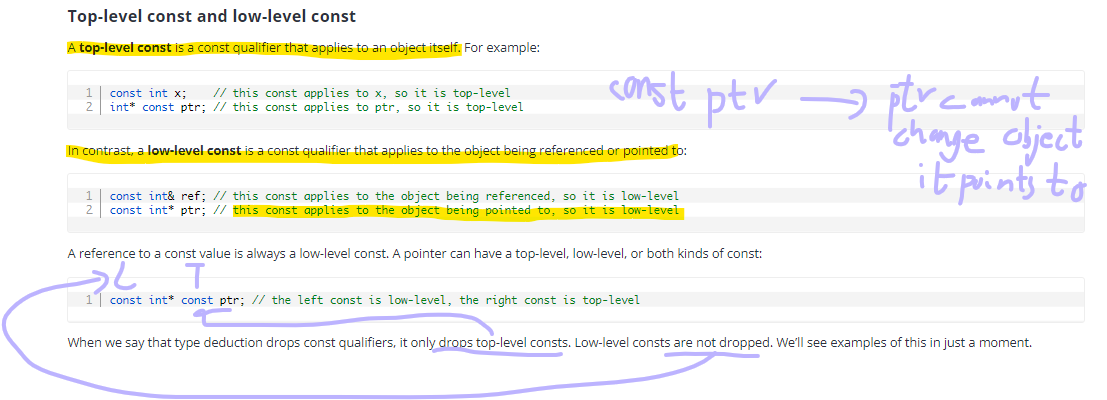 Top-level const and low-level const
A top-level const is a const qualifier that applies to an object itself. For example:
1 const int x;    // this const applies to x, so it is top-level
2 int* const ptr; // this const applies to ptr, so it is top-level
const ptr → ptr cannot
change object
it points to
In contrast, a low-level const is a const qualifier that applies to the object being referenced or pointed to:
1 const int& ref; // this const applies to the object being referenced, so it is low-level
2 const int* ptr; // this const applies to the object being pointed to, so it is low-level
A reference to a const value is always a low-level const. A pointer can have a top-level, low-level, or both kinds of const:
L T
1 const int* const ptr; // the left const is low-level, the right const is top-level
When we say that type deduction drops const qualifiers, it only drops top-level consts. Low-level consts are not dropped. We’ll see examples of this in just a moment.